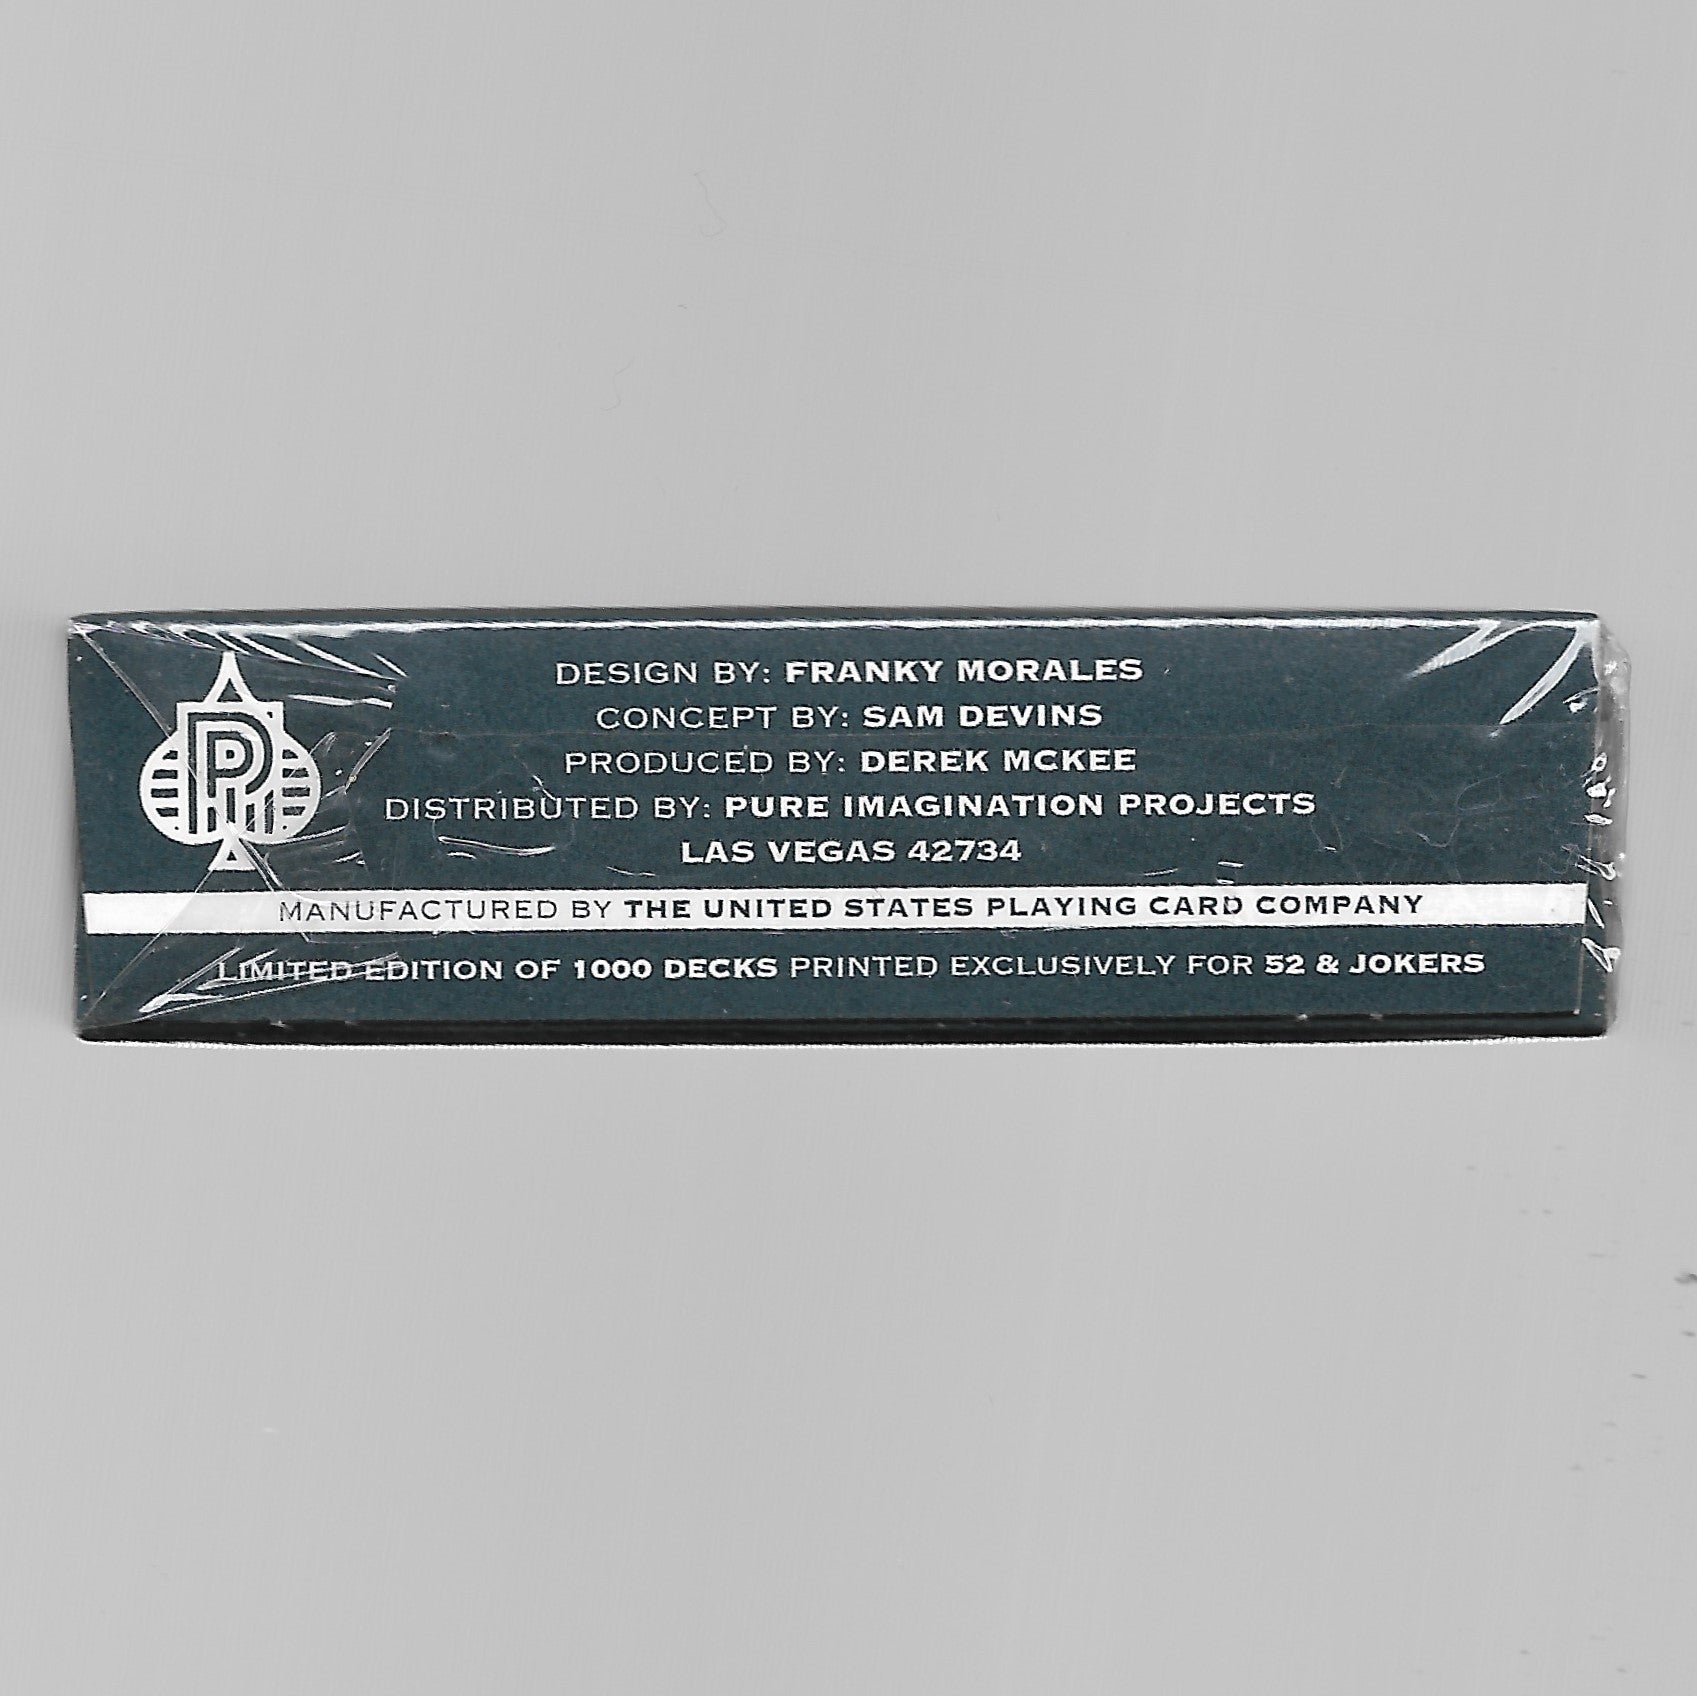 DESIGN BY: FRANKY MORALES
CONCEPT BY: SAM DEVINS
PRODUCED BY: DEREK MCKEE
DISTRIBUTED BY: PURE IMAGINATION PROJECTS
LAS VEGAS 42734
MANUFACTURED BY THE UNITED STATES PLAYING CARD COMPANY
LIMITED EDITION OF 1000 DECKS PRINTED EXCLUSIVELY FOR 52 & JOKERS